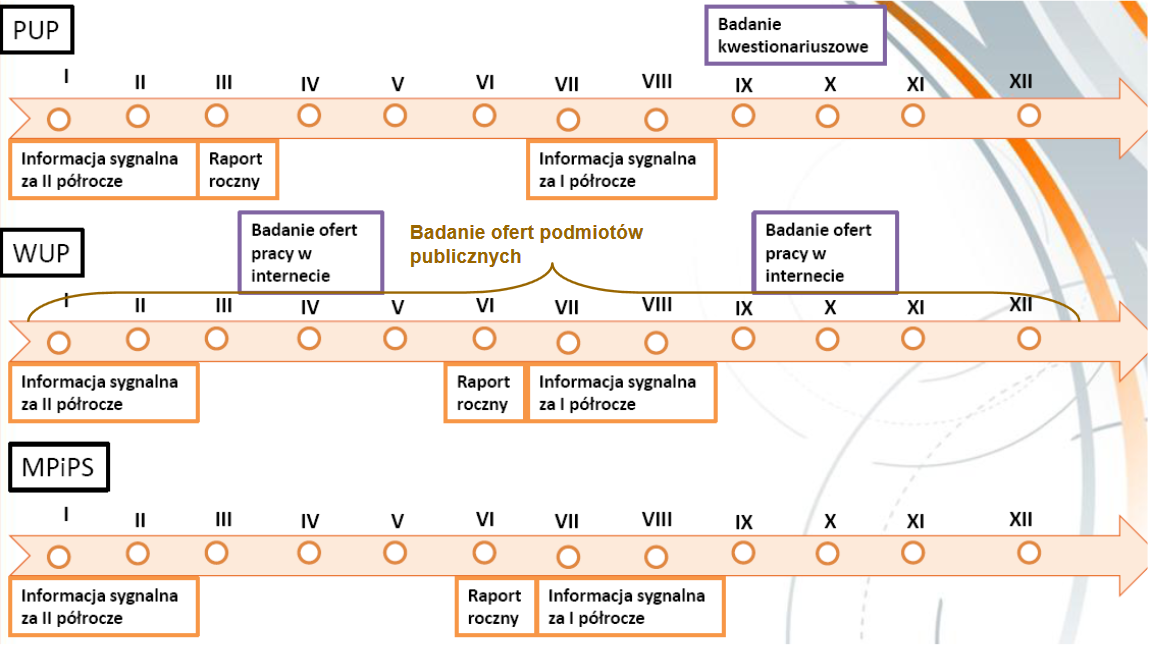 PUP
Badanie
kwestionariuszowe
I II III IV V VI VII VIII IX X XI XII
Informacja sygnalna
za II półrocze
Raport
roczny
Informacja sygnalna
za I półrocze
WUP
Badanie ofert
pracy w
internecie
Badanie ofert podmiotów
publicznych
Badanie ofert
pracy w
internecie
I II III IV V VI VII VIII IX X XI XII
Informacja sygnalna
za II półrocze
Raport
roczny
Informacja sygnalna
za I półrocze
MPiPS
I II III IV V VI VII VIII IX X XI XII
Informacja sygnalna
za II półrocze
Raport
roczny
Informacja sygnalna
za I półrocze